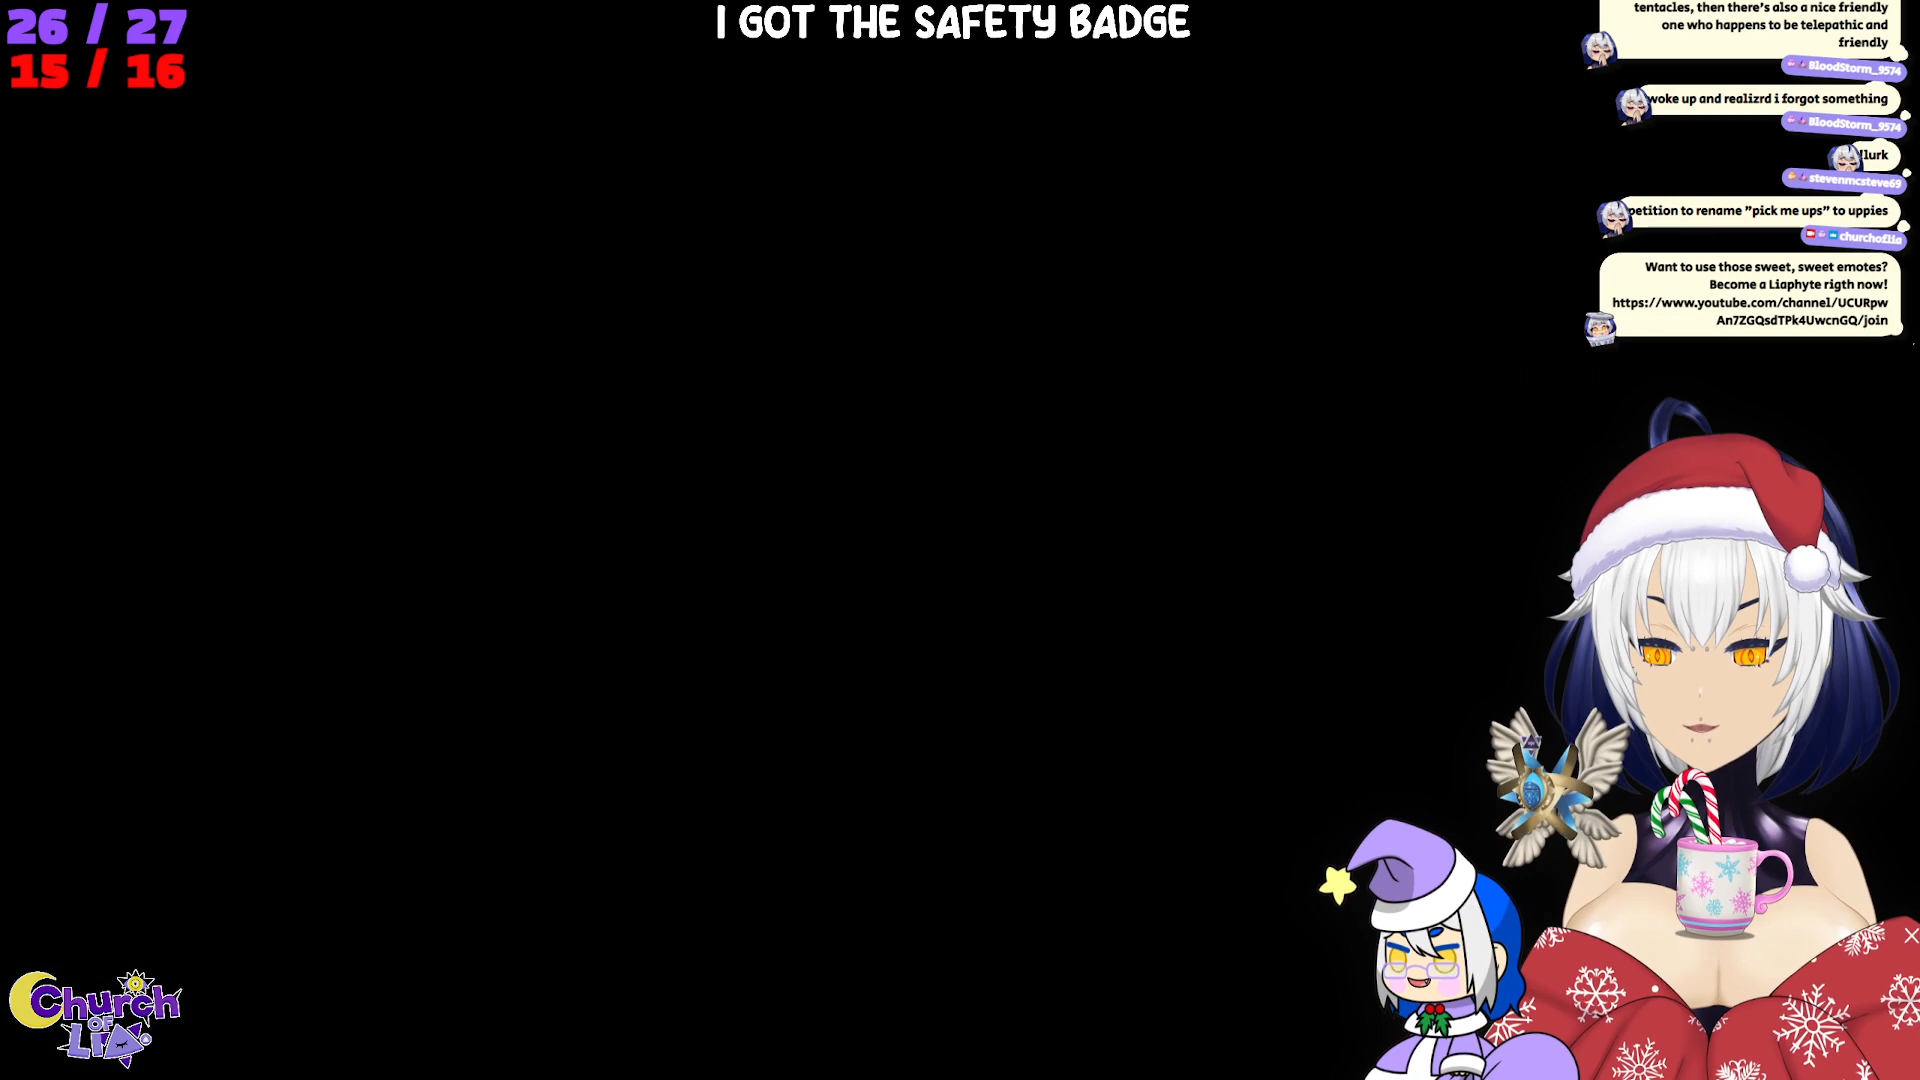 26 / 27
15 / 16
I GOT THE SAFETY BADGE
tentacles, then there's also a nice friendly
one who happens to be telepathic and
friendly
BloodStorm_9574
woke up and realizrd i forgot something
BloodStorm_9574
!lurk
stevenmcsteve69
petition to rename "pick me ups" to uppies
churchoflia
Want to use those sweet, sweet emotes?
Become a Liaphyte rigth now!
https://www.youtube.com/channel/UCURpw
An7ZGQsdTPk4UwcnGQ/join
Church
OF
LIA